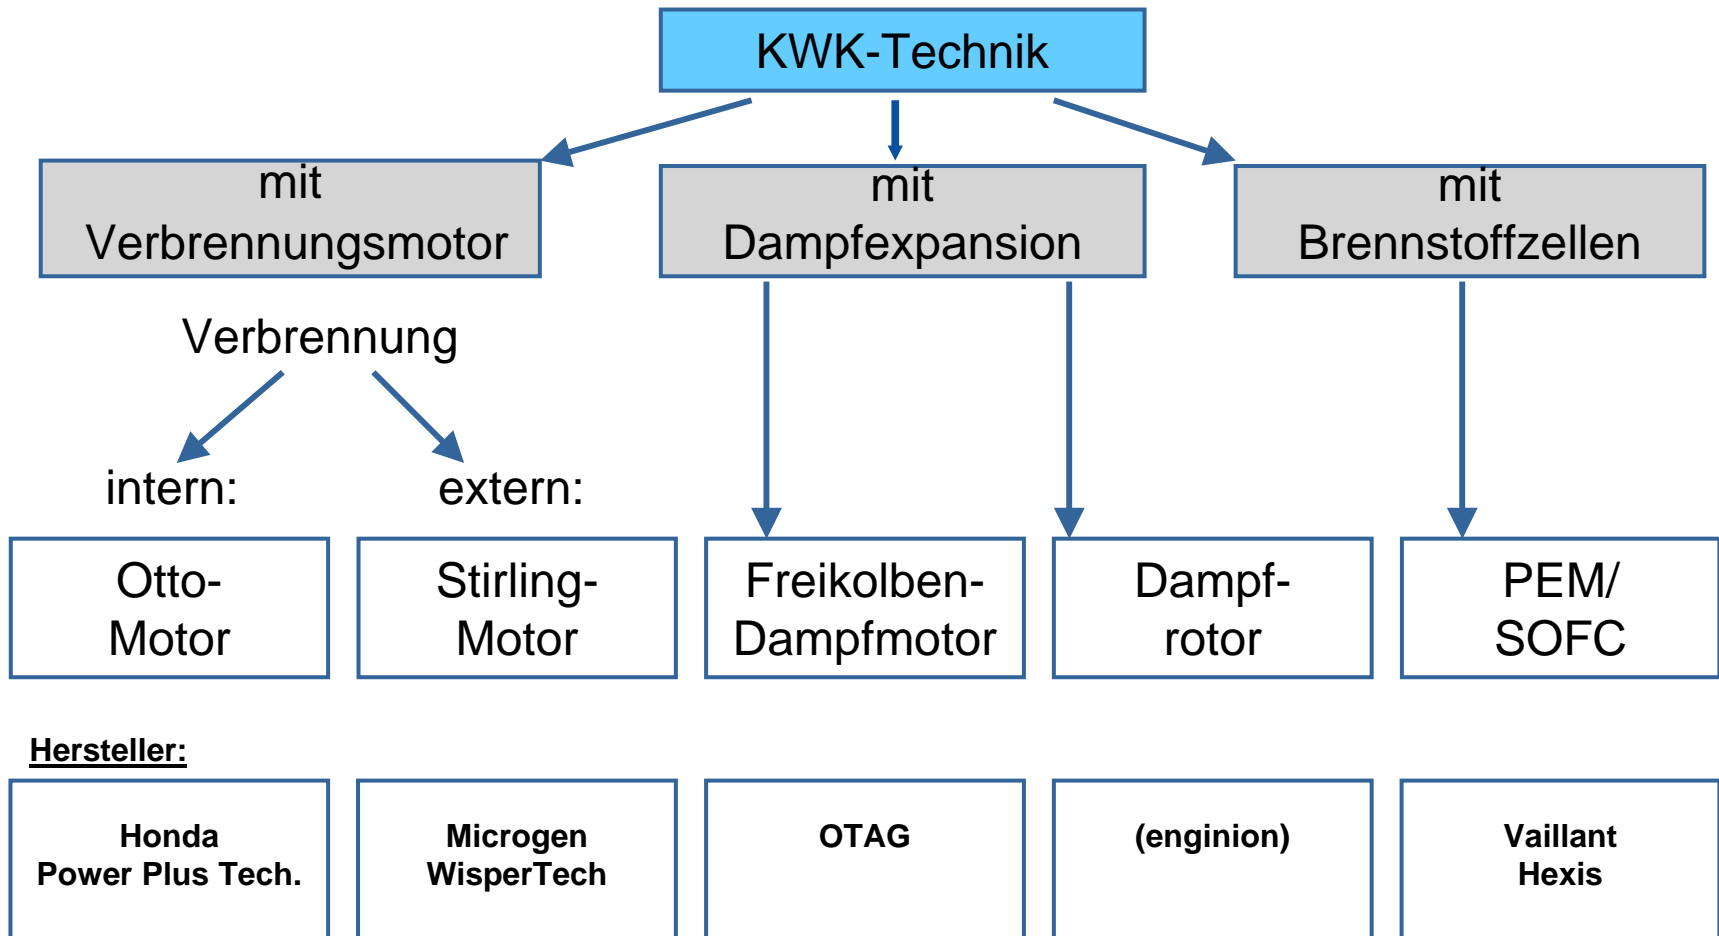 KWK-Technik
mit
Verbrennungsmotor
mit
Dampfexpansion
mit
Brennstoffzellen
Verbrennung
intern:
extern:
Otto-
Motor
Stirling-
Motor
Freikolben-
Dampfmotor
Dampf-
rotor
PEM/
SOFC
Hersteller:
Honda
Power Plus Tech.
Microgen
WisperTech
OTAG
(enginion)
Vaillant
Hexis